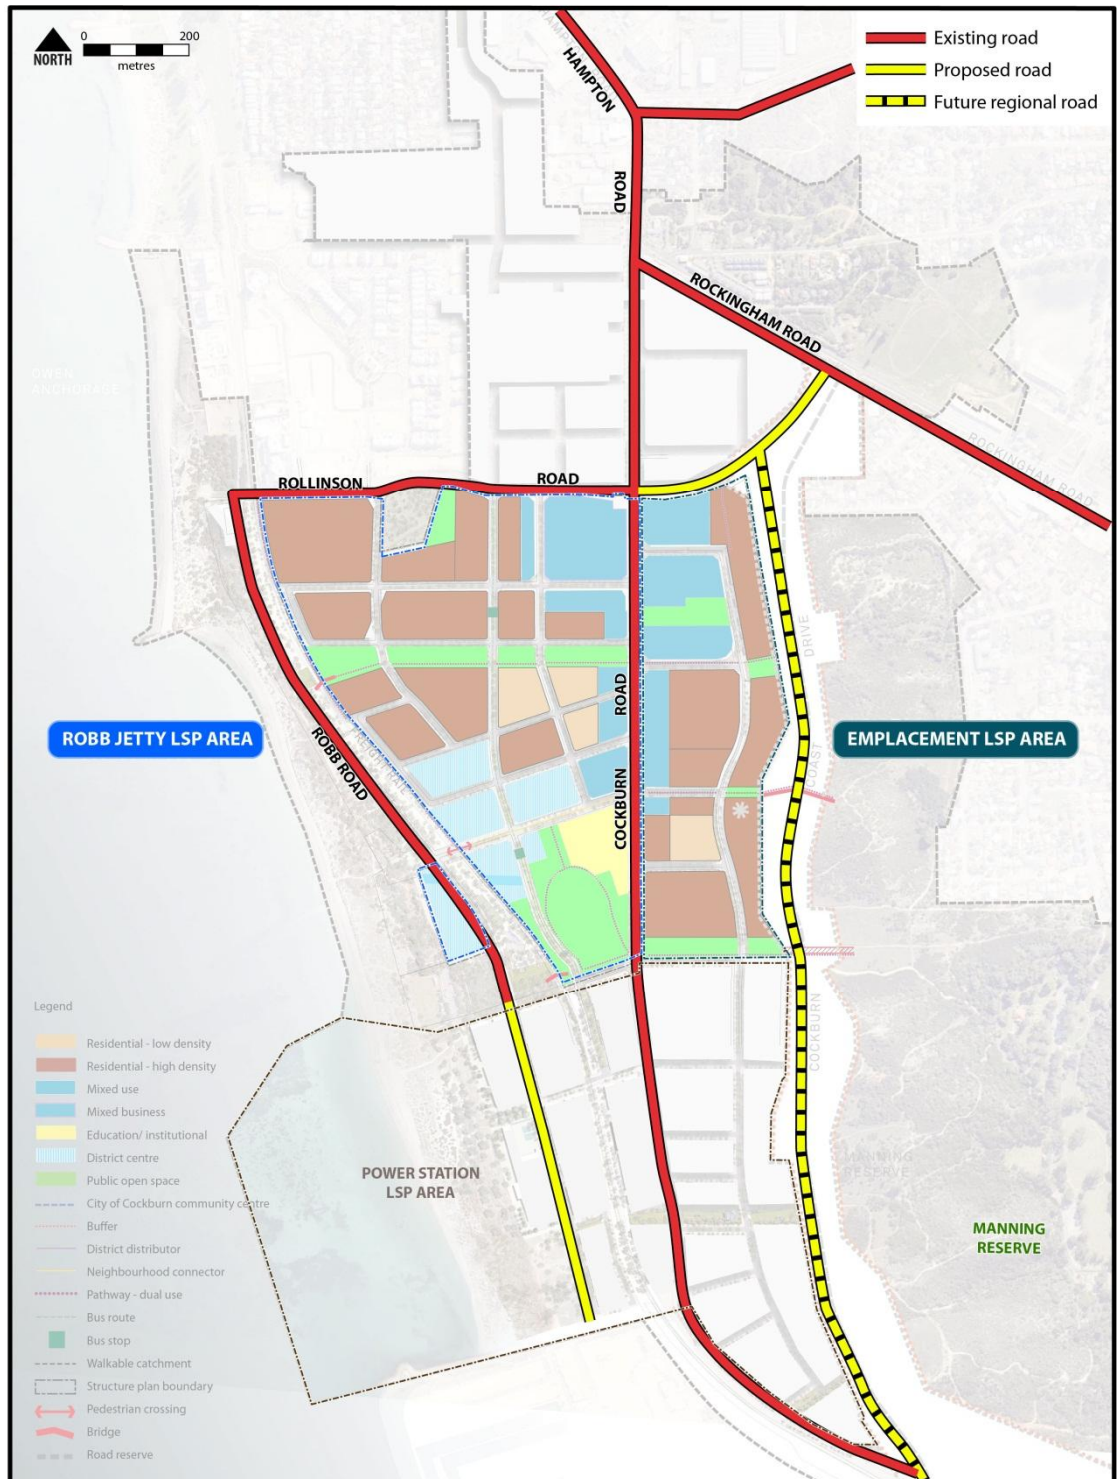 0 200
NORTH
metres
Existing road
Proposed road
Future regional road
HAMPTON
ROAD
ROCKINGHAM ROAD
OWEN
ANCHORAGE
ROCKINGHAM ROAD
ROLLINSON ROAD
DRIVE
ROAD
ROBB JETTY LSP AREA
EMPLACEMENT LSP AREA
ROBB ROAD
COAST
COCKBURN
Legend
Residential - low density
Residential - high density
Mixed use
Mixed business
Education/ institutional
District centre
Public open space
City of Cockburn community centre
Buffer
District distributor
Neighbourhood connector
Pathway - dual use
Bus route
Bus stop
Walkable catchment
Structure plan boundary
Pedestrian crossing
Bridge
Road reserve
COCKBURN
POWER STATION
LSP AREA
MANNING
RESERVE
MANNING
RESERVE